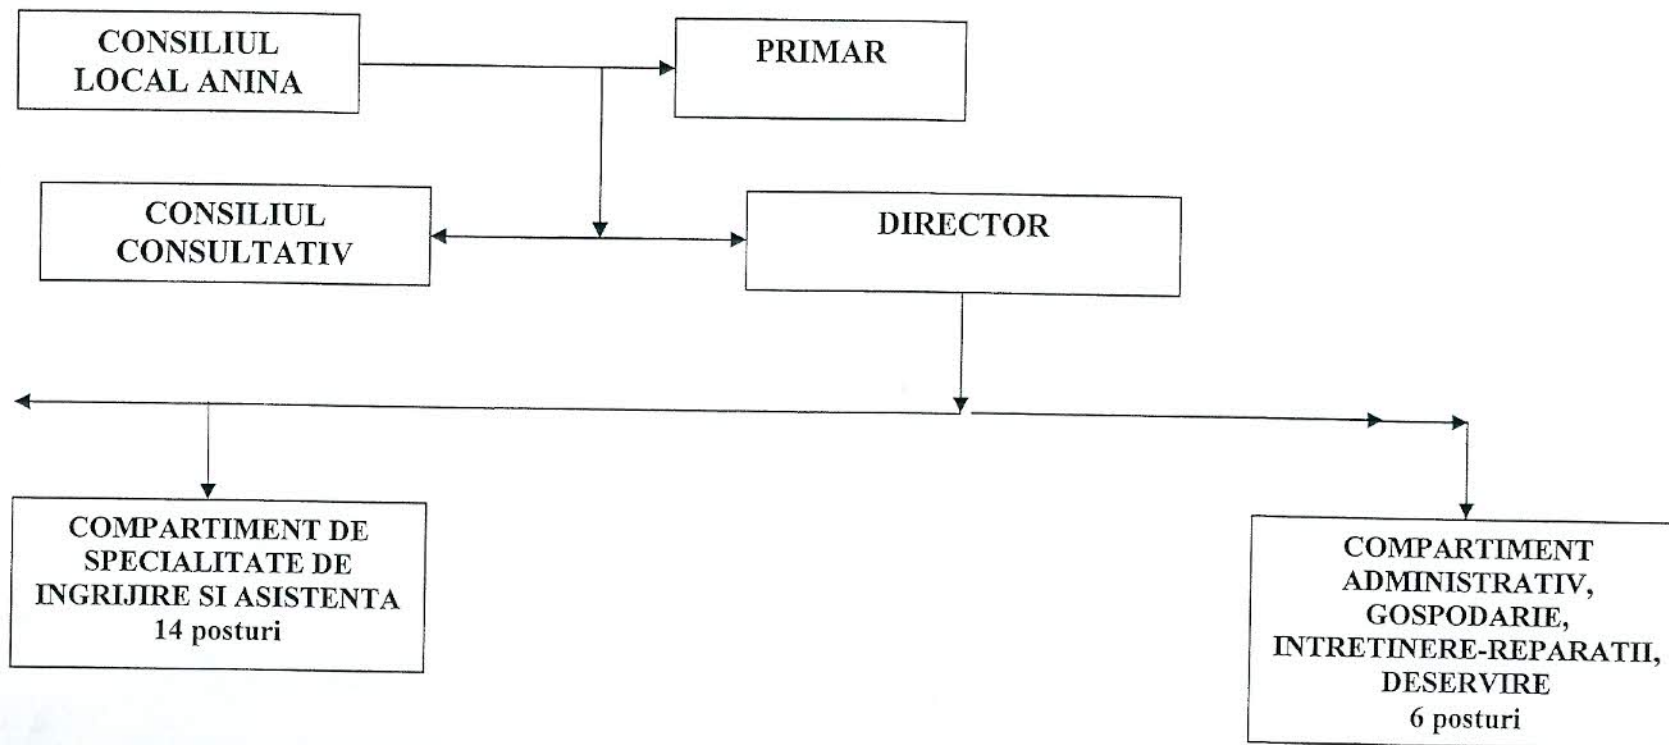 CONSILIUL
LOCAL ANINA
PRIMAR
CONSILIUL
CONSULTATIV
DIRECTOR
COMPARTIMENT DE
SPECIALITATE DE
INGRIJIRE SI ASISTENTA
14 posturi
COMPARTIMENT
ADMINISTRATIV,
GOSPODARIE,
INTRETINERE-REPARATII,
DESERVIRE
6 posturi